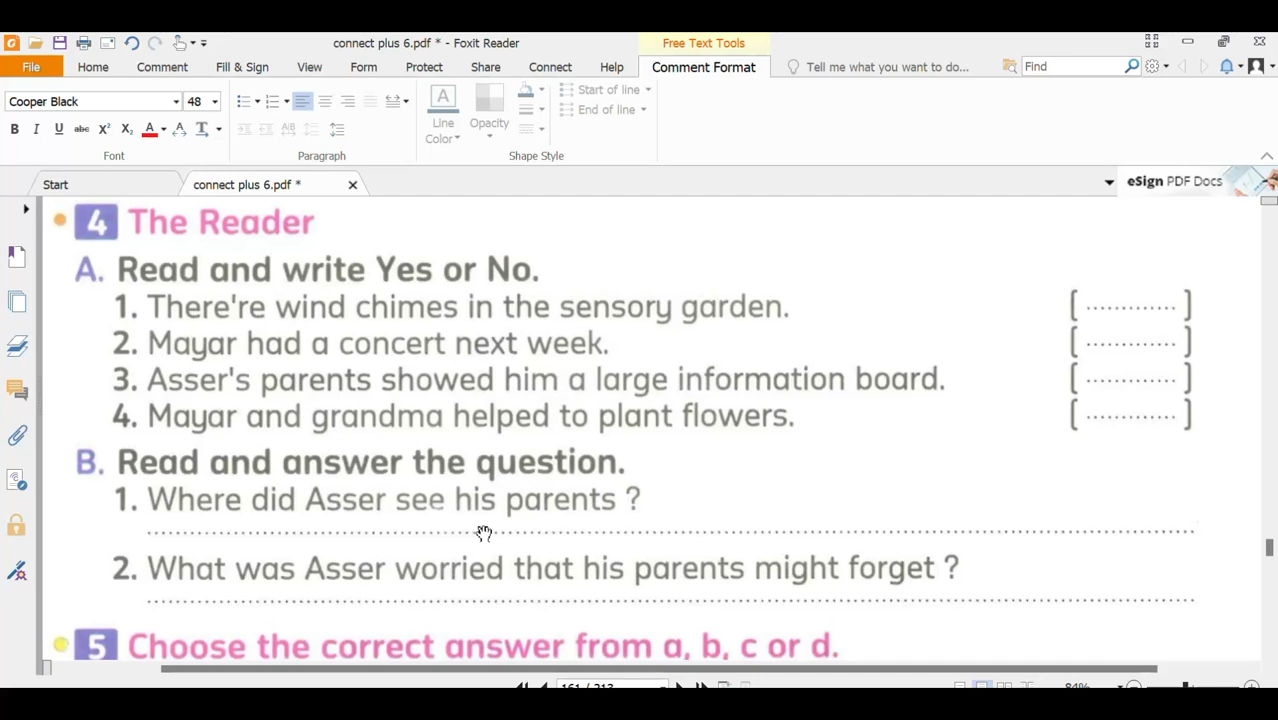 connect plus 6.pdf * - Foxit Reader
Free Text Tools
File Home Comment Fill & Sign View Form Protect Share Connect Help Comment Format Tell me what you want to do... Find
Cooper Black 48
Start of line
End of line
B I U abc X² X₂ A A T
Line Color
Opacity
Font Paragraph Shape Style
Start connect plus 6.pdf * eSign PDF Docs
4 The Reader
A. Read and write Yes or No.
1. There're wind chimes in the sensory garden. [ ............ ]
2. Mayar had a concert next week. [ ............ ]
3. Asser's parents showed him a large information board. [ ............ ]
4. Mayar and grandma helped to plant flowers. [ ............ ]
B. Read and answer the question.
1. Where did Asser see his parents ?
2. What was Asser worried that his parents might forget ?
5 Choose the correct answer from a, b, c or d.
161 / 213 84%